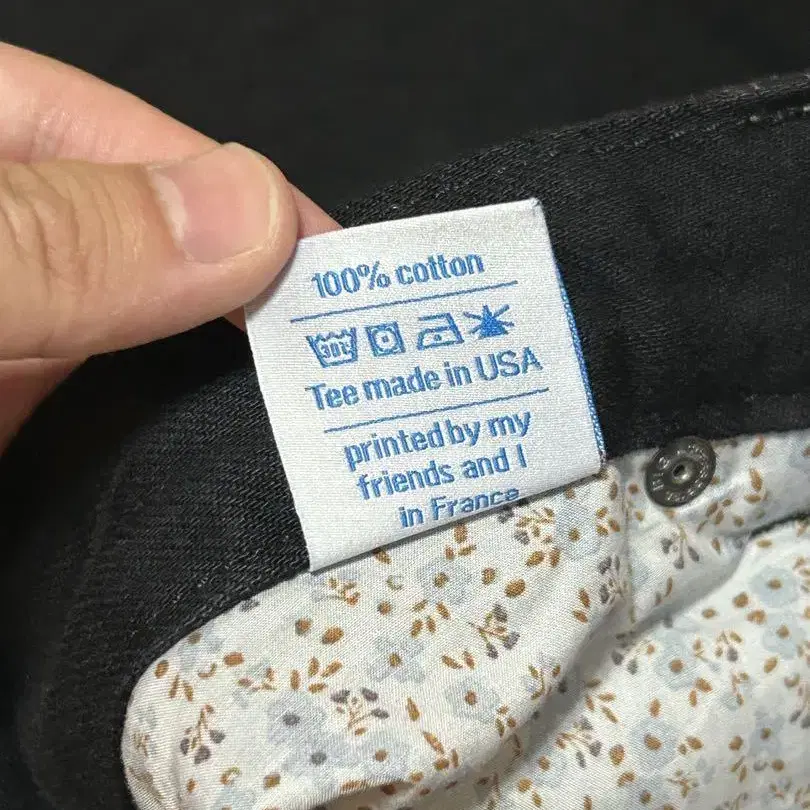 100% cotton
30°
Tee made in USA
printed by my
friends and I
in France